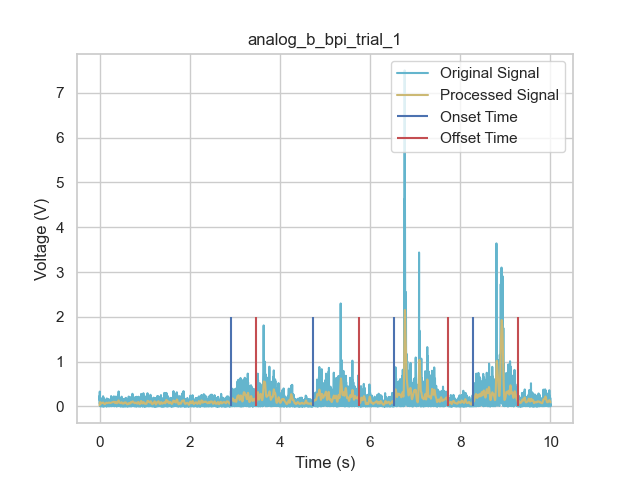 analog_b_bpi_trial_1
Original Signal
Processed Signal
Onset Time
Offset Time
7
6
5
4
3
2
1
0
Voltage (V)
0 2 4 6 8 10
Time (s)